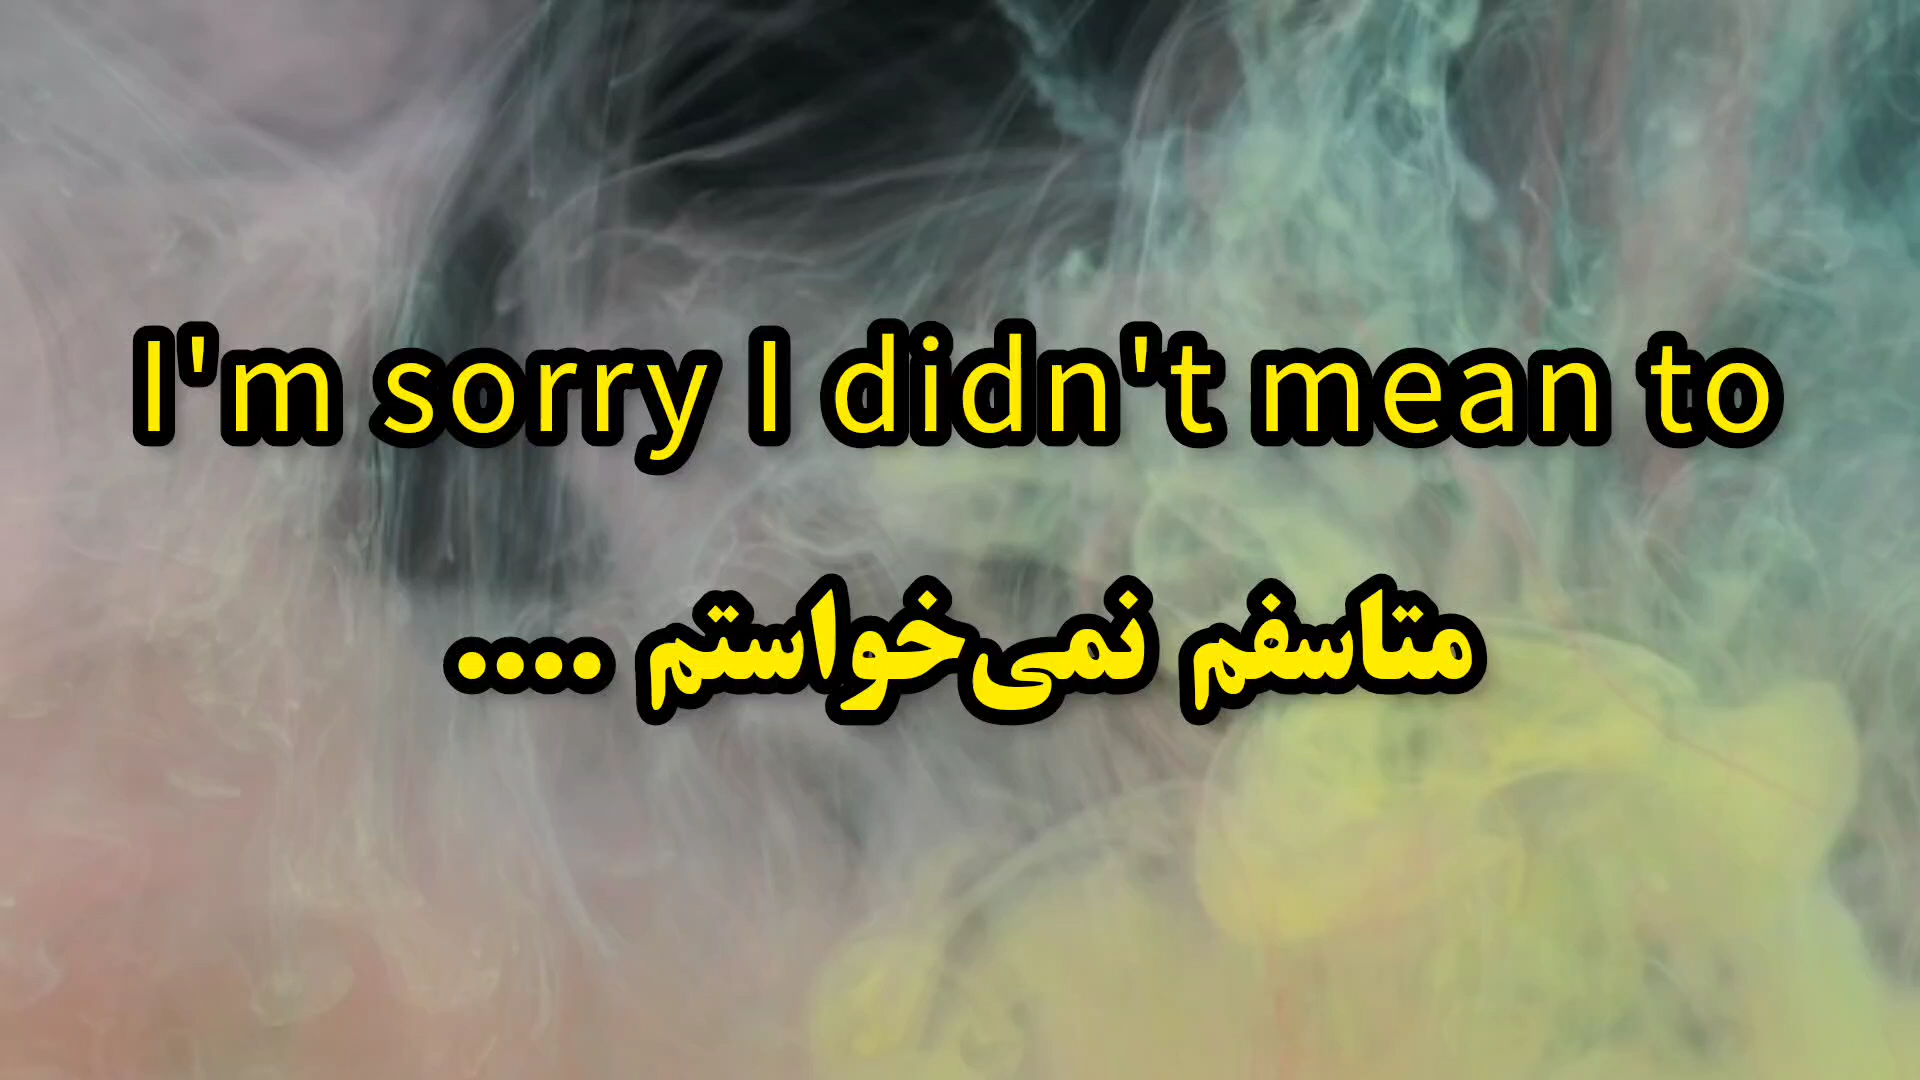 I'm sorry I didn't mean to
متاسفم نمی‌خواستم ....